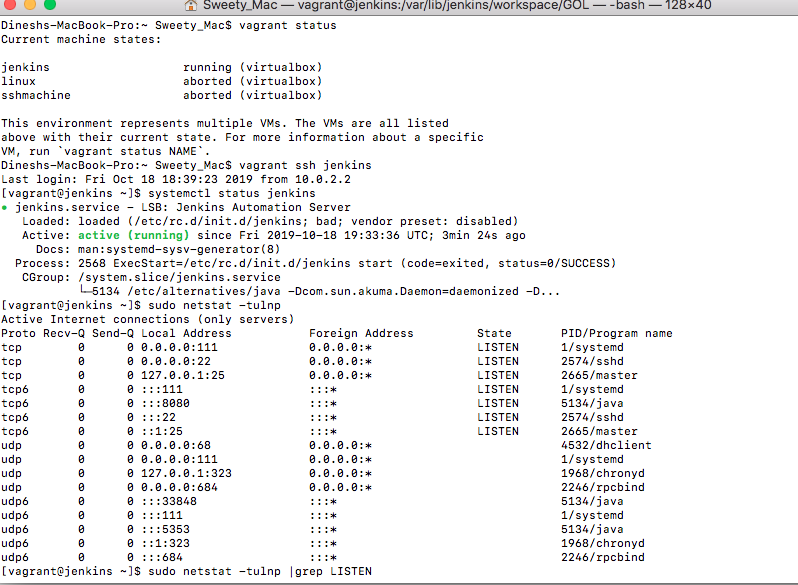 Sweety_Mac — vagrant@jenkins:/var/lib/jenkins/workspace/GOL — -bash — 128×40
Dineshs-MacBook-Pro:~ Sweety_Mac$ vagrant status
Current machine states:
jenkins                   running (virtualbox)
linux                     aborted (virtualbox)
sshmachine                aborted (virtualbox)
This environment represents multiple VMs. The VMs are all listed
above with their current state. For more information about a specific
VM, run `vagrant status NAME`.
Dineshs-MacBook-Pro:~ Sweety_Mac$ vagrant ssh jenkins
Last login: Fri Oct 18 18:39:23 2019 from 10.0.2.2
[vagrant@jenkins ~]$ systemctl status jenkins
● jenkins.service - LSB: Jenkins Automation Server
   Loaded: loaded (/etc/rc.d/init.d/jenkins; bad; vendor preset: disabled)
   Active: active (running) since Fri 2019-10-18 19:33:36 UTC; 3min 24s ago
     Docs: man:systemd-sysv-generator(8)
  Process: 2568 ExecStart=/etc/rc.d/init.d/jenkins start (code=exited, status=0/SUCCESS)
   CGroup: /system.slice/jenkins.service
           └─5134 /etc/alternatives/java -Dcom.sun.akuma.Daemon=daemonized -D...
[vagrant@jenkins ~]$ sudo netstat -tulnp
Active Internet connections (only servers)
Proto Recv-Q Send-Q Local Address           Foreign Address         State       PID/Program name
tcp        0      0 0.0.0.0:111             0.0.0.0:*               LISTEN      1/systemd
tcp        0      0 0.0.0.0:22              0.0.0.0:*               LISTEN      2574/sshd
tcp        0      0 127.0.0.1:25            0.0.0.0:*               LISTEN      2665/master
tcp6       0      0 :::111                  :::*                    LISTEN      1/systemd
tcp6       0      0 :::8080                 :::*                    LISTEN      5134/java
tcp6       0      0 :::22                   :::*                    LISTEN      2574/sshd
tcp6       0      0 ::1:25                  :::*                    LISTEN      2665/master
udp        0      0 0.0.0.0:68              0.0.0.0:*                           4532/dhclient
udp        0      0 0.0.0.0:111             0.0.0.0:*                           1/systemd
udp        0      0 127.0.0.1:323           0.0.0.0:*                           1968/chronyd
udp        0      0 0.0.0.0:684             0.0.0.0:*                           2246/rpcbind
udp6       0      0 :::33848                :::*                                5134/java
udp6       0      0 :::111                  :::*                                1/systemd
udp6       0      0 :::5353                 :::*                                5134/java
udp6       0      0 ::1:323                 :::*                                1968/chronyd
udp6       0      0 :::684                  :::*                                2246/rpcbind
[vagrant@jenkins ~]$ sudo netstat -tulnp |grep LISTEN